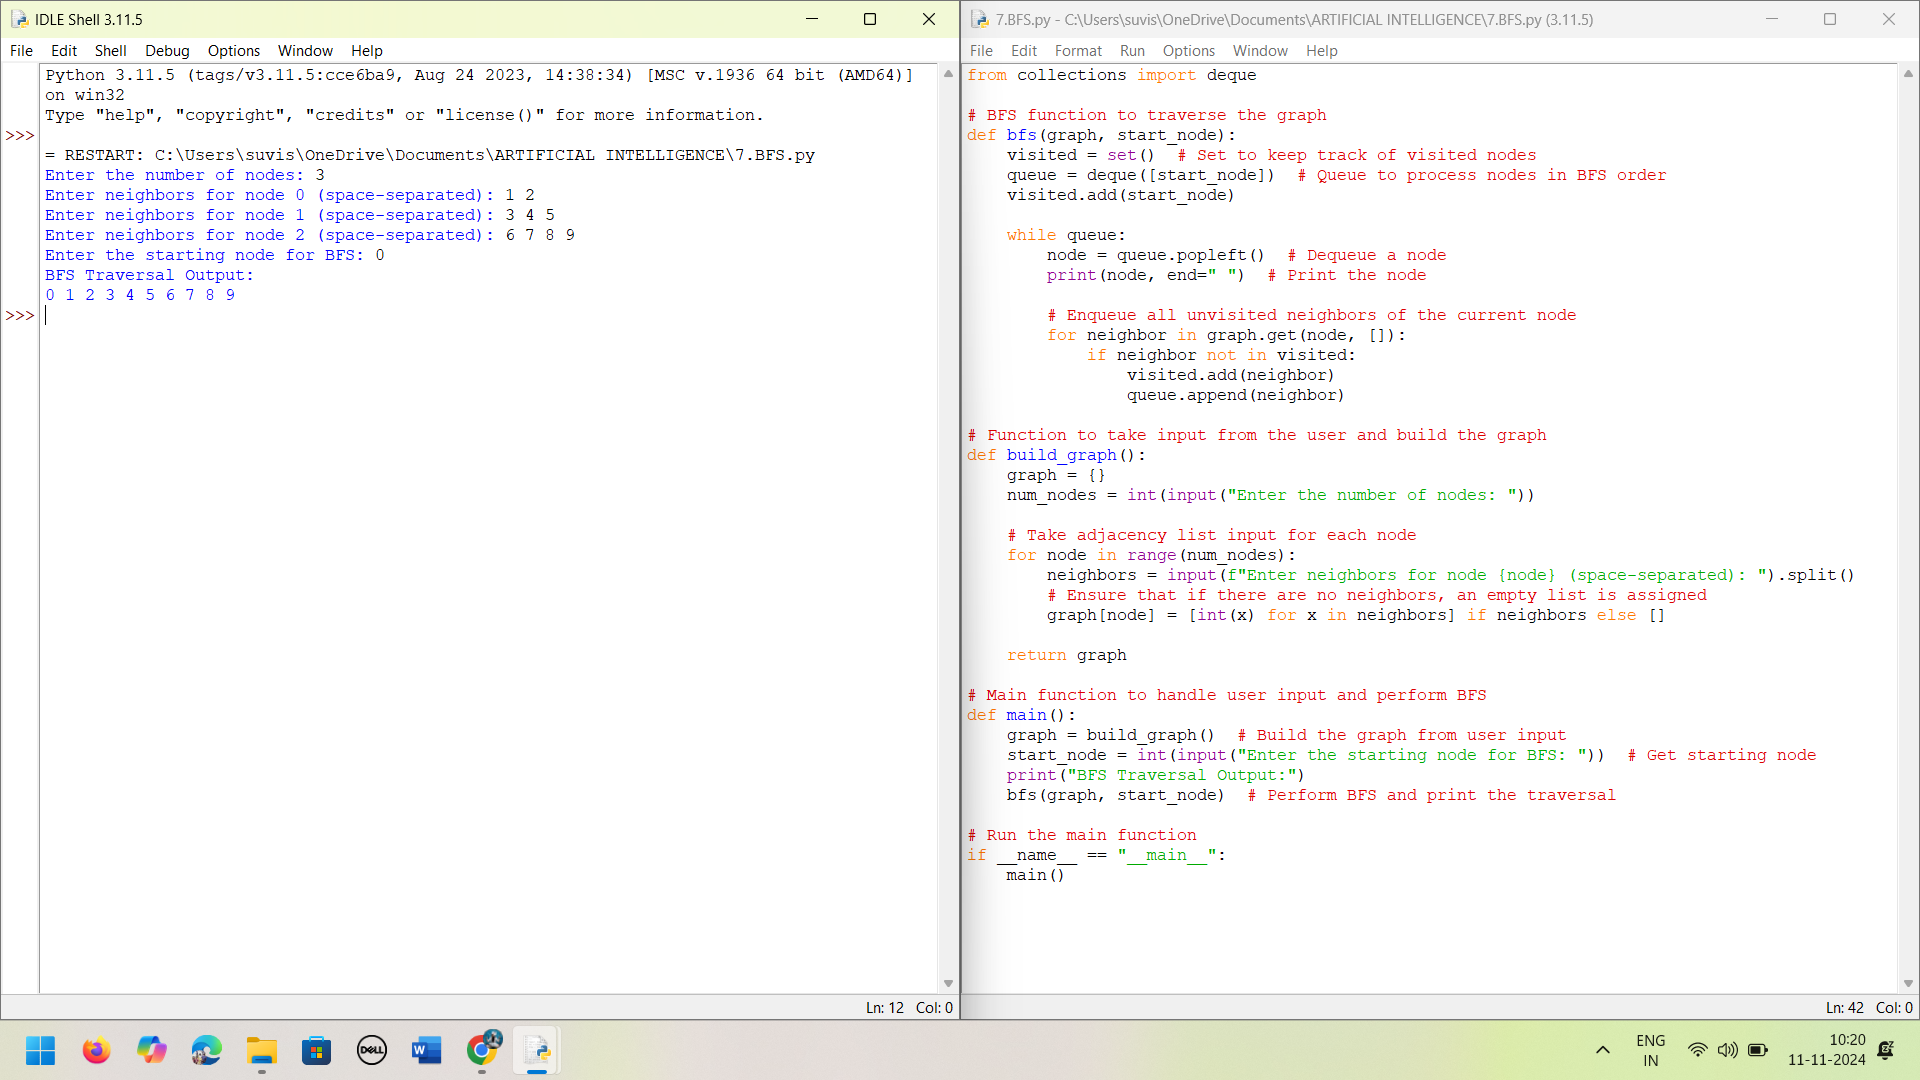 IDLE Shell 3.11.5
File Edit Shell Debug Options Window Help
Python 3.11.5 (tags/v3.11.5:cce6ba9, Aug 24 2023, 14:38:34) [MSC v.1936 64 bit (AMD64)]
on win32
Type "help", "copyright", "credits" or "license()" for more information.
>>>
= RESTART: C:\Users\suvis\OneDrive\Documents\ARTIFICIAL INTELLIGENCE\7.BFS.py
Enter the number of nodes: 3
Enter neighbors for node 0 (space-separated): 1 2
Enter neighbors for node 1 (space-separated): 3 4 5
Enter neighbors for node 2 (space-separated): 6 7 8 9
Enter the starting node for BFS: 0
BFS Traversal Output:
0 1 2 3 4 5 6 7 8 9
>>>
Ln: 12 Col: 0
7.BFS.py - C:\Users\suvis\OneDrive\Documents\ARTIFICIAL INTELLIGENCE\7.BFS.py (3.11.5)
File Edit Format Run Options Window Help
from collections import deque

# BFS function to traverse the graph
def bfs(graph, start_node):
    visited = set()  # Set to keep track of visited nodes
    queue = deque([start_node])  # Queue to process nodes in BFS order
    visited.add(start_node)

    while queue:
        node = queue.popleft()  # Dequeue a node
        print(node, end=" ")  # Print the node

        # Enqueue all unvisited neighbors of the current node
        for neighbor in graph.get(node, []):
            if neighbor not in visited:
                visited.add(neighbor)
                queue.append(neighbor)

# Function to take input from the user and build the graph
def build_graph():
    graph = {}
    num_nodes = int(input("Enter the number of nodes: "))

    # Take adjacency list input for each node
    for node in range(num_nodes):
        neighbors = input(f"Enter neighbors for node {node} (space-separated): ").split()
        # Ensure that if there are no neighbors, an empty list is assigned
        graph[node] = [int(x) for x in neighbors] if neighbors else []

    return graph

# Main function to handle user input and perform BFS
def main():
    graph = build_graph()  # Build the graph from user input
    start_node = int(input("Enter the starting node for BFS: "))  # Get starting node
    print("BFS Traversal Output:")
    bfs(graph, start_node)  # Perform BFS and print the traversal

# Run the main function
if __name__ == "__main__":
    main()
Ln: 42 Col: 0
DELL
W
ENG
IN
10:20
11-11-2024